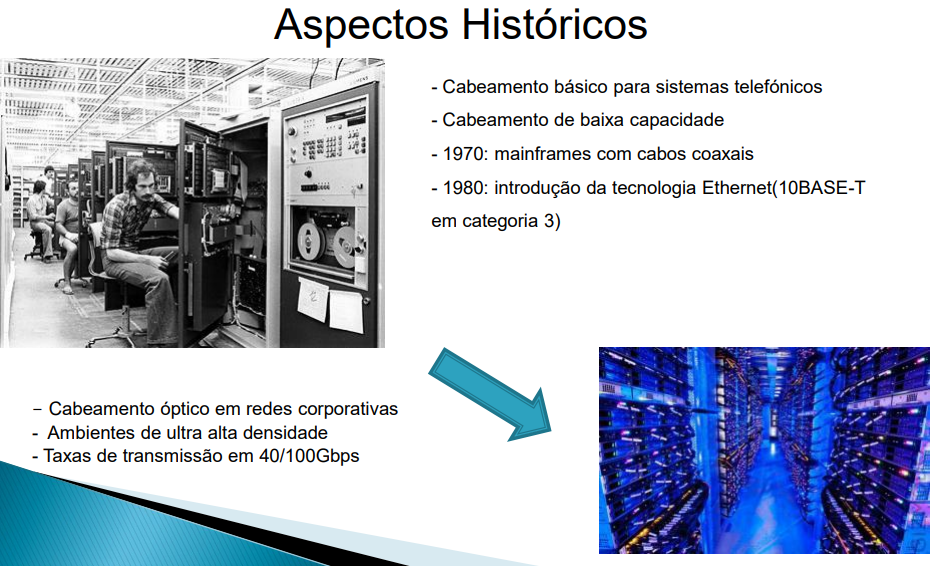 Aspectos Históricos
- Cabeamento básico para sistemas telefónicos
- Cabeamento de baixa capacidade
- 1970: mainframes com cabos coaxais
- 1980: introdução da tecnologia Ethernet(10BASE-T
em categoria 3)
– Cabeamento óptico em redes corporativas
- Ambientes de ultra alta densidade
- Taxas de transmissão em 40/100Gbps